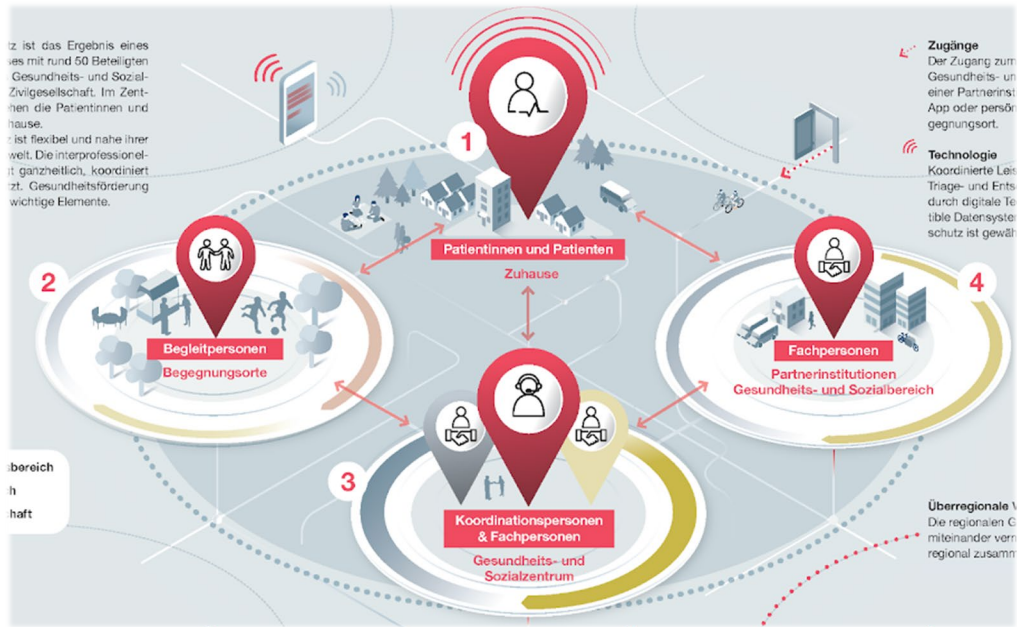 tz ist das Ergebnis eines
ses mit rund 50 Beteiligten
Gesundheits- und Sozial-
Zivilgesellschaft. Im Zent-
hen die Patientinnen und
hause.
z ist flexibel und nahe ihrer
welt. Die interprofessionel-
t ganzheitlich, koordiniert
zt. Gesundheitsförderung
wichtige Elemente.
Zugänge
Der Zugang zum
Gesundheits- un
einer Partnerinst
App oder persön
gegnungsort.
Technologie
Koordinierte Leis
Triage- und Ents
durch digitale Te
tible Datensystem
schutz ist gewäh
1
Patientinnen und Patienten
Zuhause
2
Begleitpersonen
Begegnungsorte
4
Fachpersonen
Partnerinstitutionen
Gesundheits- und Sozialbereich
3
Koordinationspersonen
& Fachpersonen
Gesundheits- und
Sozialzentrum
sbereich
h
haft
Überregionale V
Die regionalen G
miteinander vern
regional zusamm